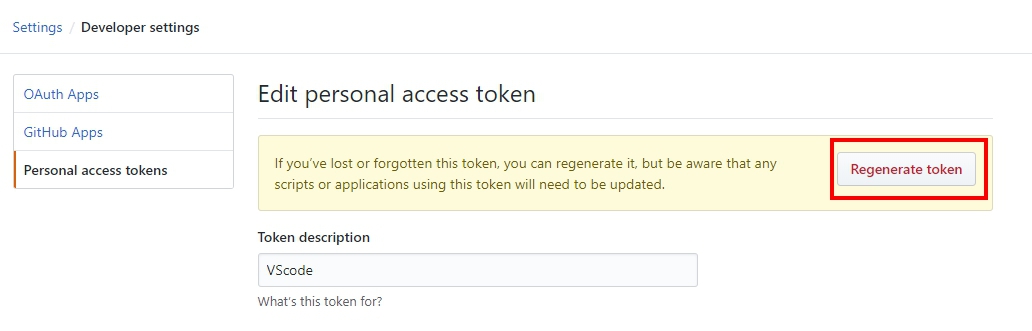 Settings / Developer settings
OAuth Apps
GitHub Apps
Personal access tokens
Edit personal access token
If you've lost or forgotten this token, you can regenerate it, but be aware that any
scripts or applications using this token will need to be updated.
Regenerate token
Token description
VScode
What's this token for?